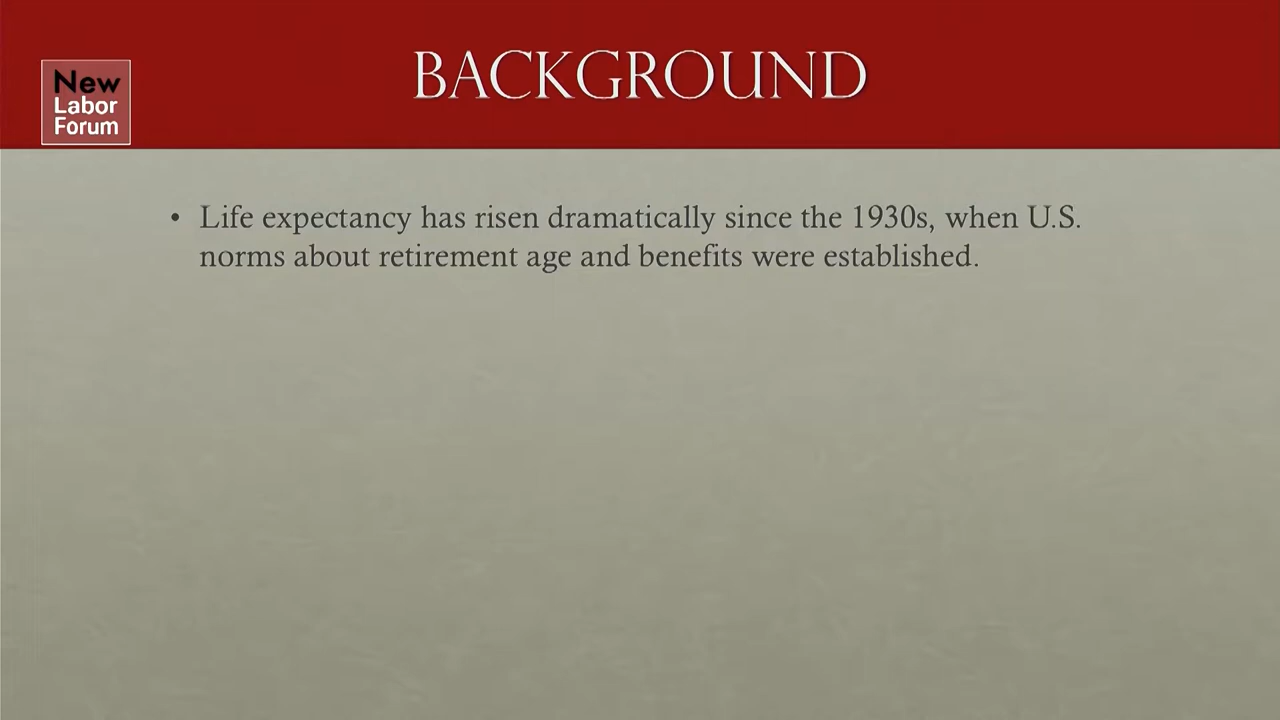 BACKGROUND
New
Labor
Forum
• Life expectancy has risen dramatically since the 1930s, when U.S.
norms about retirement age and benefits were established.